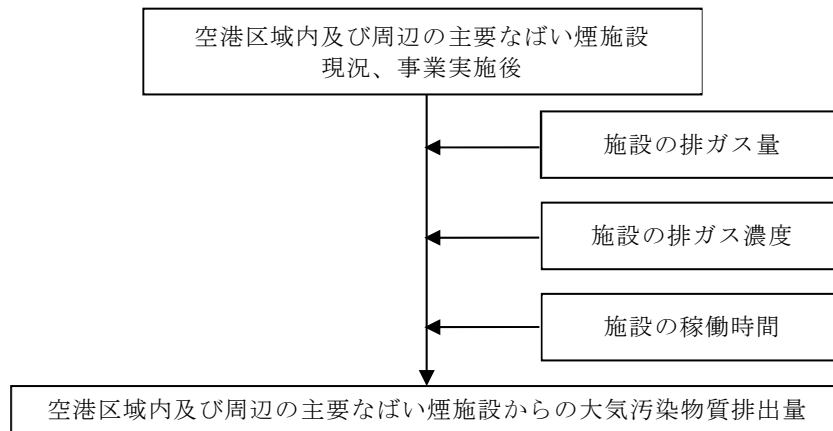 空港区域内及び周辺の主要なばい煙施設
現況、事業実施後
施設の排ガス量
施設の排ガス濃度
施設の稼働時間
空港区域内及び周辺の主要なばい煙施設からの大気汚染物質排出量